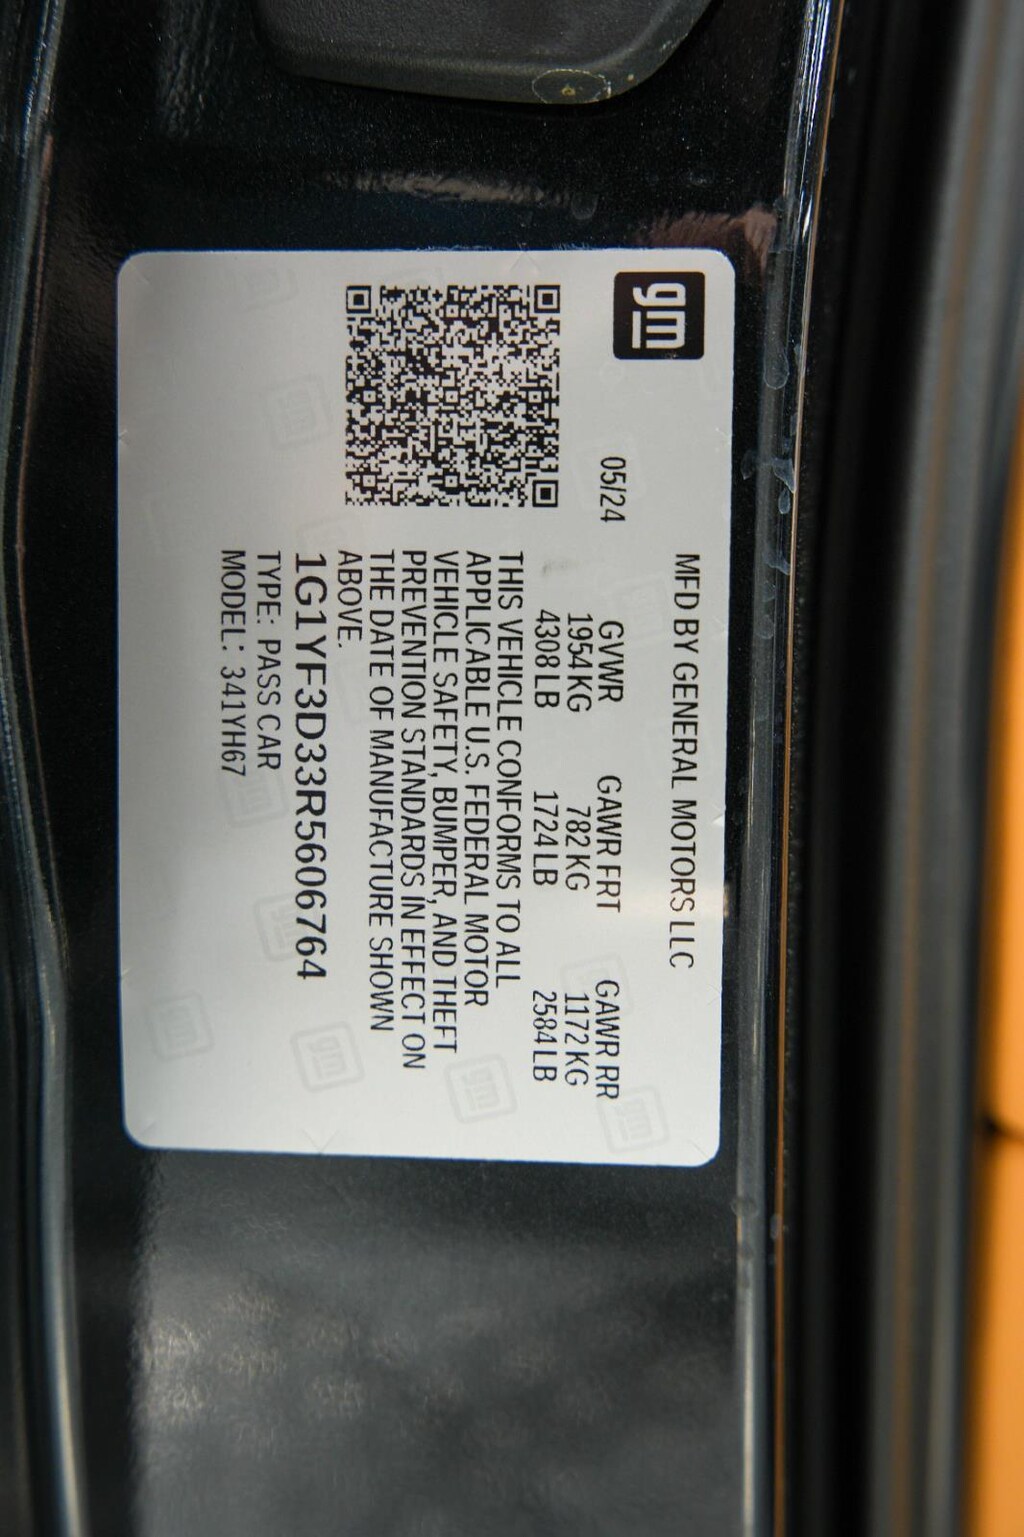 gm
MFD BY GENERAL MOTORS LLC
05/24
GVWR GAWR FRT GAWR RR
1954 KG 782 KG 1172 KG
4308 LB 1724 LB 2584 LB
THIS VEHICLE CONFORMS TO ALL
APPLICABLE U.S. FEDERAL MOTOR
VEHICLE SAFETY, BUMPER, AND THEFT
PREVENTION STANDARDS IN EFFECT ON
THE DATE OF MANUFACTURE SHOWN
ABOVE.
1G1YF3D33R5606764
TYPE: PASS CAR
MODEL: 341YH67